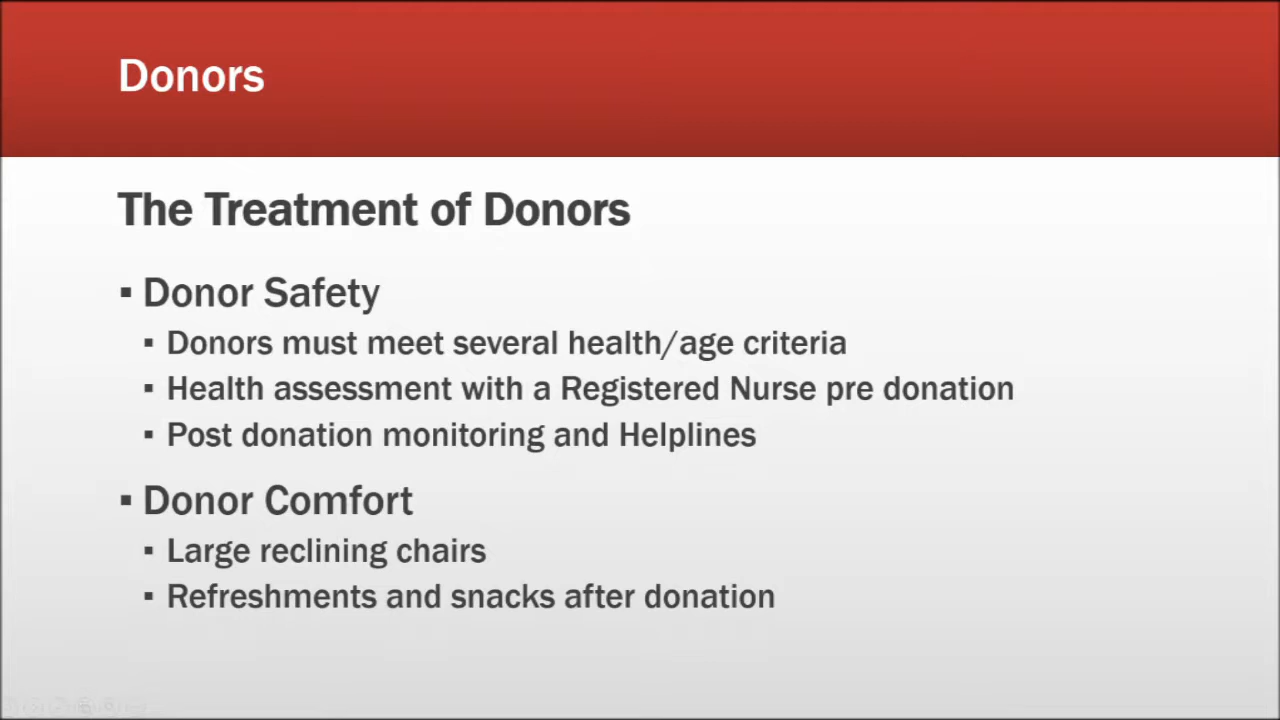 Donors
The Treatment of Donors
▪ Donor Safety
▪ Donors must meet several health/age criteria
▪ Health assessment with a Registered Nurse pre donation
▪ Post donation monitoring and Helplines
▪ Donor Comfort
▪ Large reclining chairs
▪ Refreshments and snacks after donation